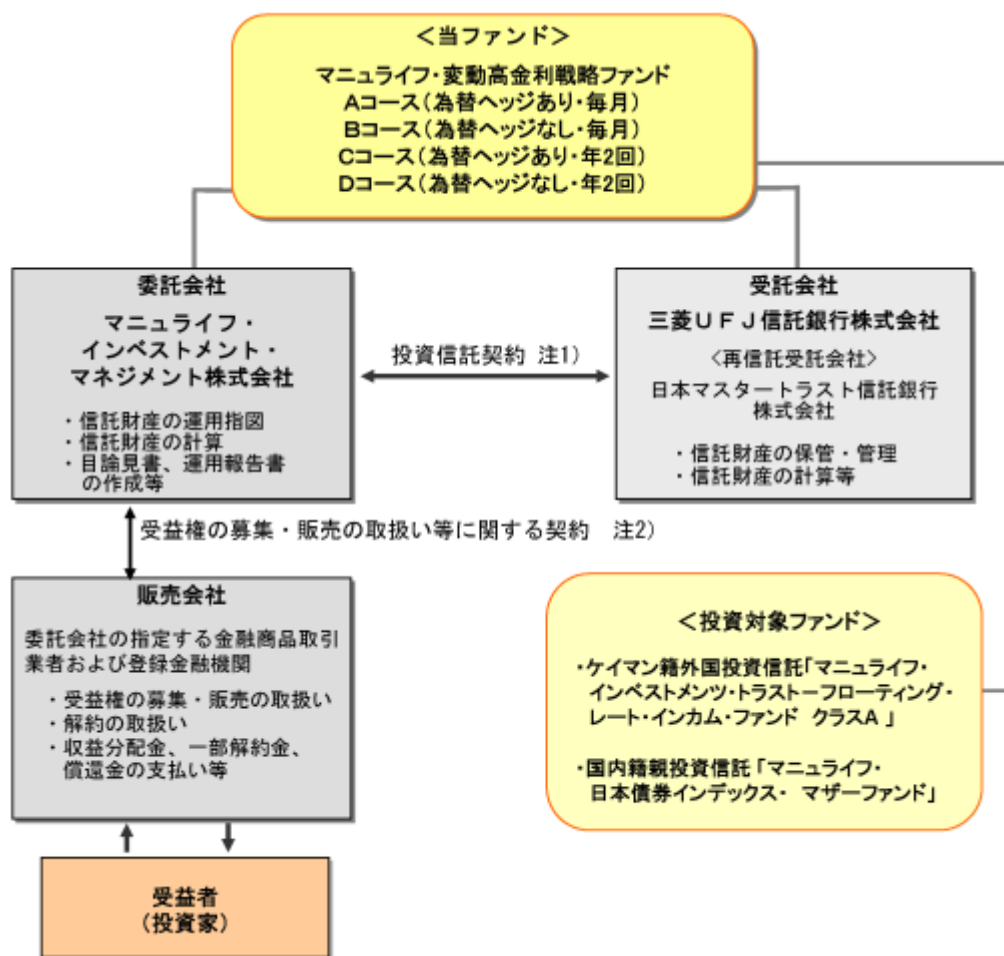 ＜当ファンド＞
マニュライフ・変動高金利戦略ファンド
Aコース（為替ヘッジあり・毎月）
Bコース（為替ヘッジなし・毎月）
Cコース（為替ヘッジあり・年2回）
Dコース（為替ヘッジなし・年2回）
委託会社
マニュライフ・
インベストメント・
マネジメント株式会社
・信託財産の運用指図
・信託財産の計算
・目論見書、運用報告書
の作成等
投資信託契約 注1）
受託会社
三菱ＵＦＪ信託銀行株式会社
〈再信託受託会社〉
日本マスタートラスト信託銀行
株式会社
・信託財産の保管・管理
・信託財産の計算等
受益権の募集・販売の取扱い等に関する契約 注2）
販売会社
委託会社の指定する金融商品取引
業者および登録金融機関
・受益権の募集・販売の取扱い
・解約の取扱い
・収益分配金、一部解約金、
償還金の支払い等
＜投資対象ファンド＞
・ケイマン籍外国投資信託「マニュライフ・
インベストメンツ・トラスト－フローティング・
レート・インカム・ファンド クラスA 」
・国内籍親投資信託「マニュライフ・
日本債券インデックス・ マザーファンド」
受益者
（投資家）